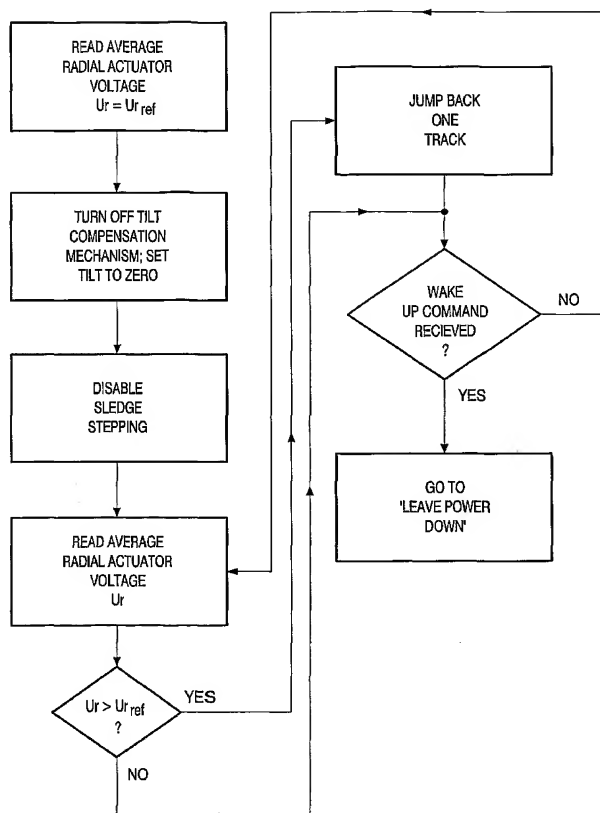 READ AVERAGE
RADIAL ACTUATOR
VOLTAGE
Ur = Ur ref
TURN OFF TILT
COMPENSATION
MECHANISM; SET
TILT TO ZERO
DISABLE
SLEDGE
STEPPING
READ AVERAGE
RADIAL ACTUATOR
VOLTAGE
Ur
Ur > Ur ref
?
YES
NO
JUMP BACK
ONE
TRACK
WAKE
UP COMMAND
RECIEVED
?
NO
YES
GO TO
'LEAVE POWER
DOWN'